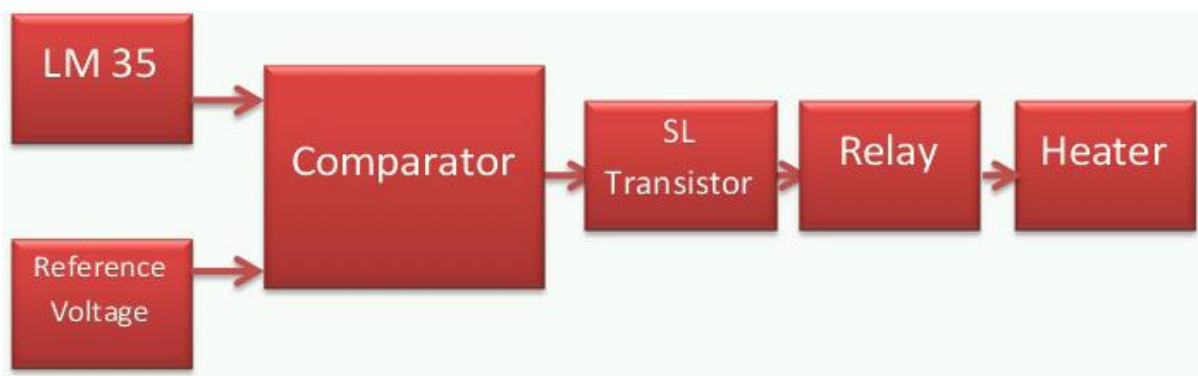 LM 35
Comparator
SL
Transistor
Relay
Heater
Reference
Voltage